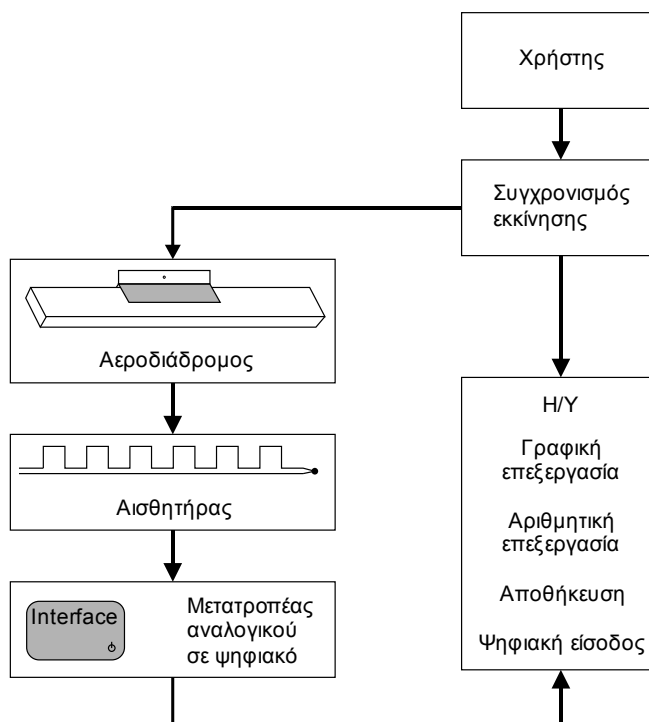 Χρήστης
Συγχρονισμός
εκκίνησης
Αεροδιάδρομος
Αισθητήρας
Interface
Μετατροπέας
αναλογικού
σε ψηφιακό
Η/Υ
Γραφική
επεξεργασία
Αριθμητική
επεξεργασία
Αποθήκευση
Ψηφιακή είσοδος